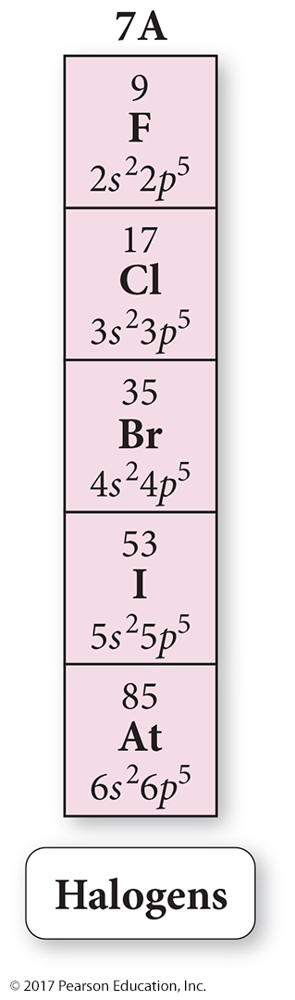 7A
9
F
2s²2p⁵
17
Cl
3s²3p⁵
35
Br
4s²4p⁵
53
I
5s²5p⁵
85
At
6s²6p⁵
Halogens
© 2017 Pearson Education, Inc.